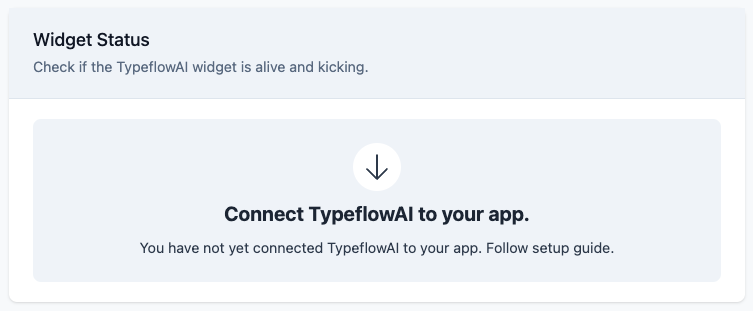 Widget Status
Check if the TypeflowAI widget is alive and kicking.
Connect TypeflowAI to your app.
You have not yet connected TypeflowAI to your app. Follow setup guide.